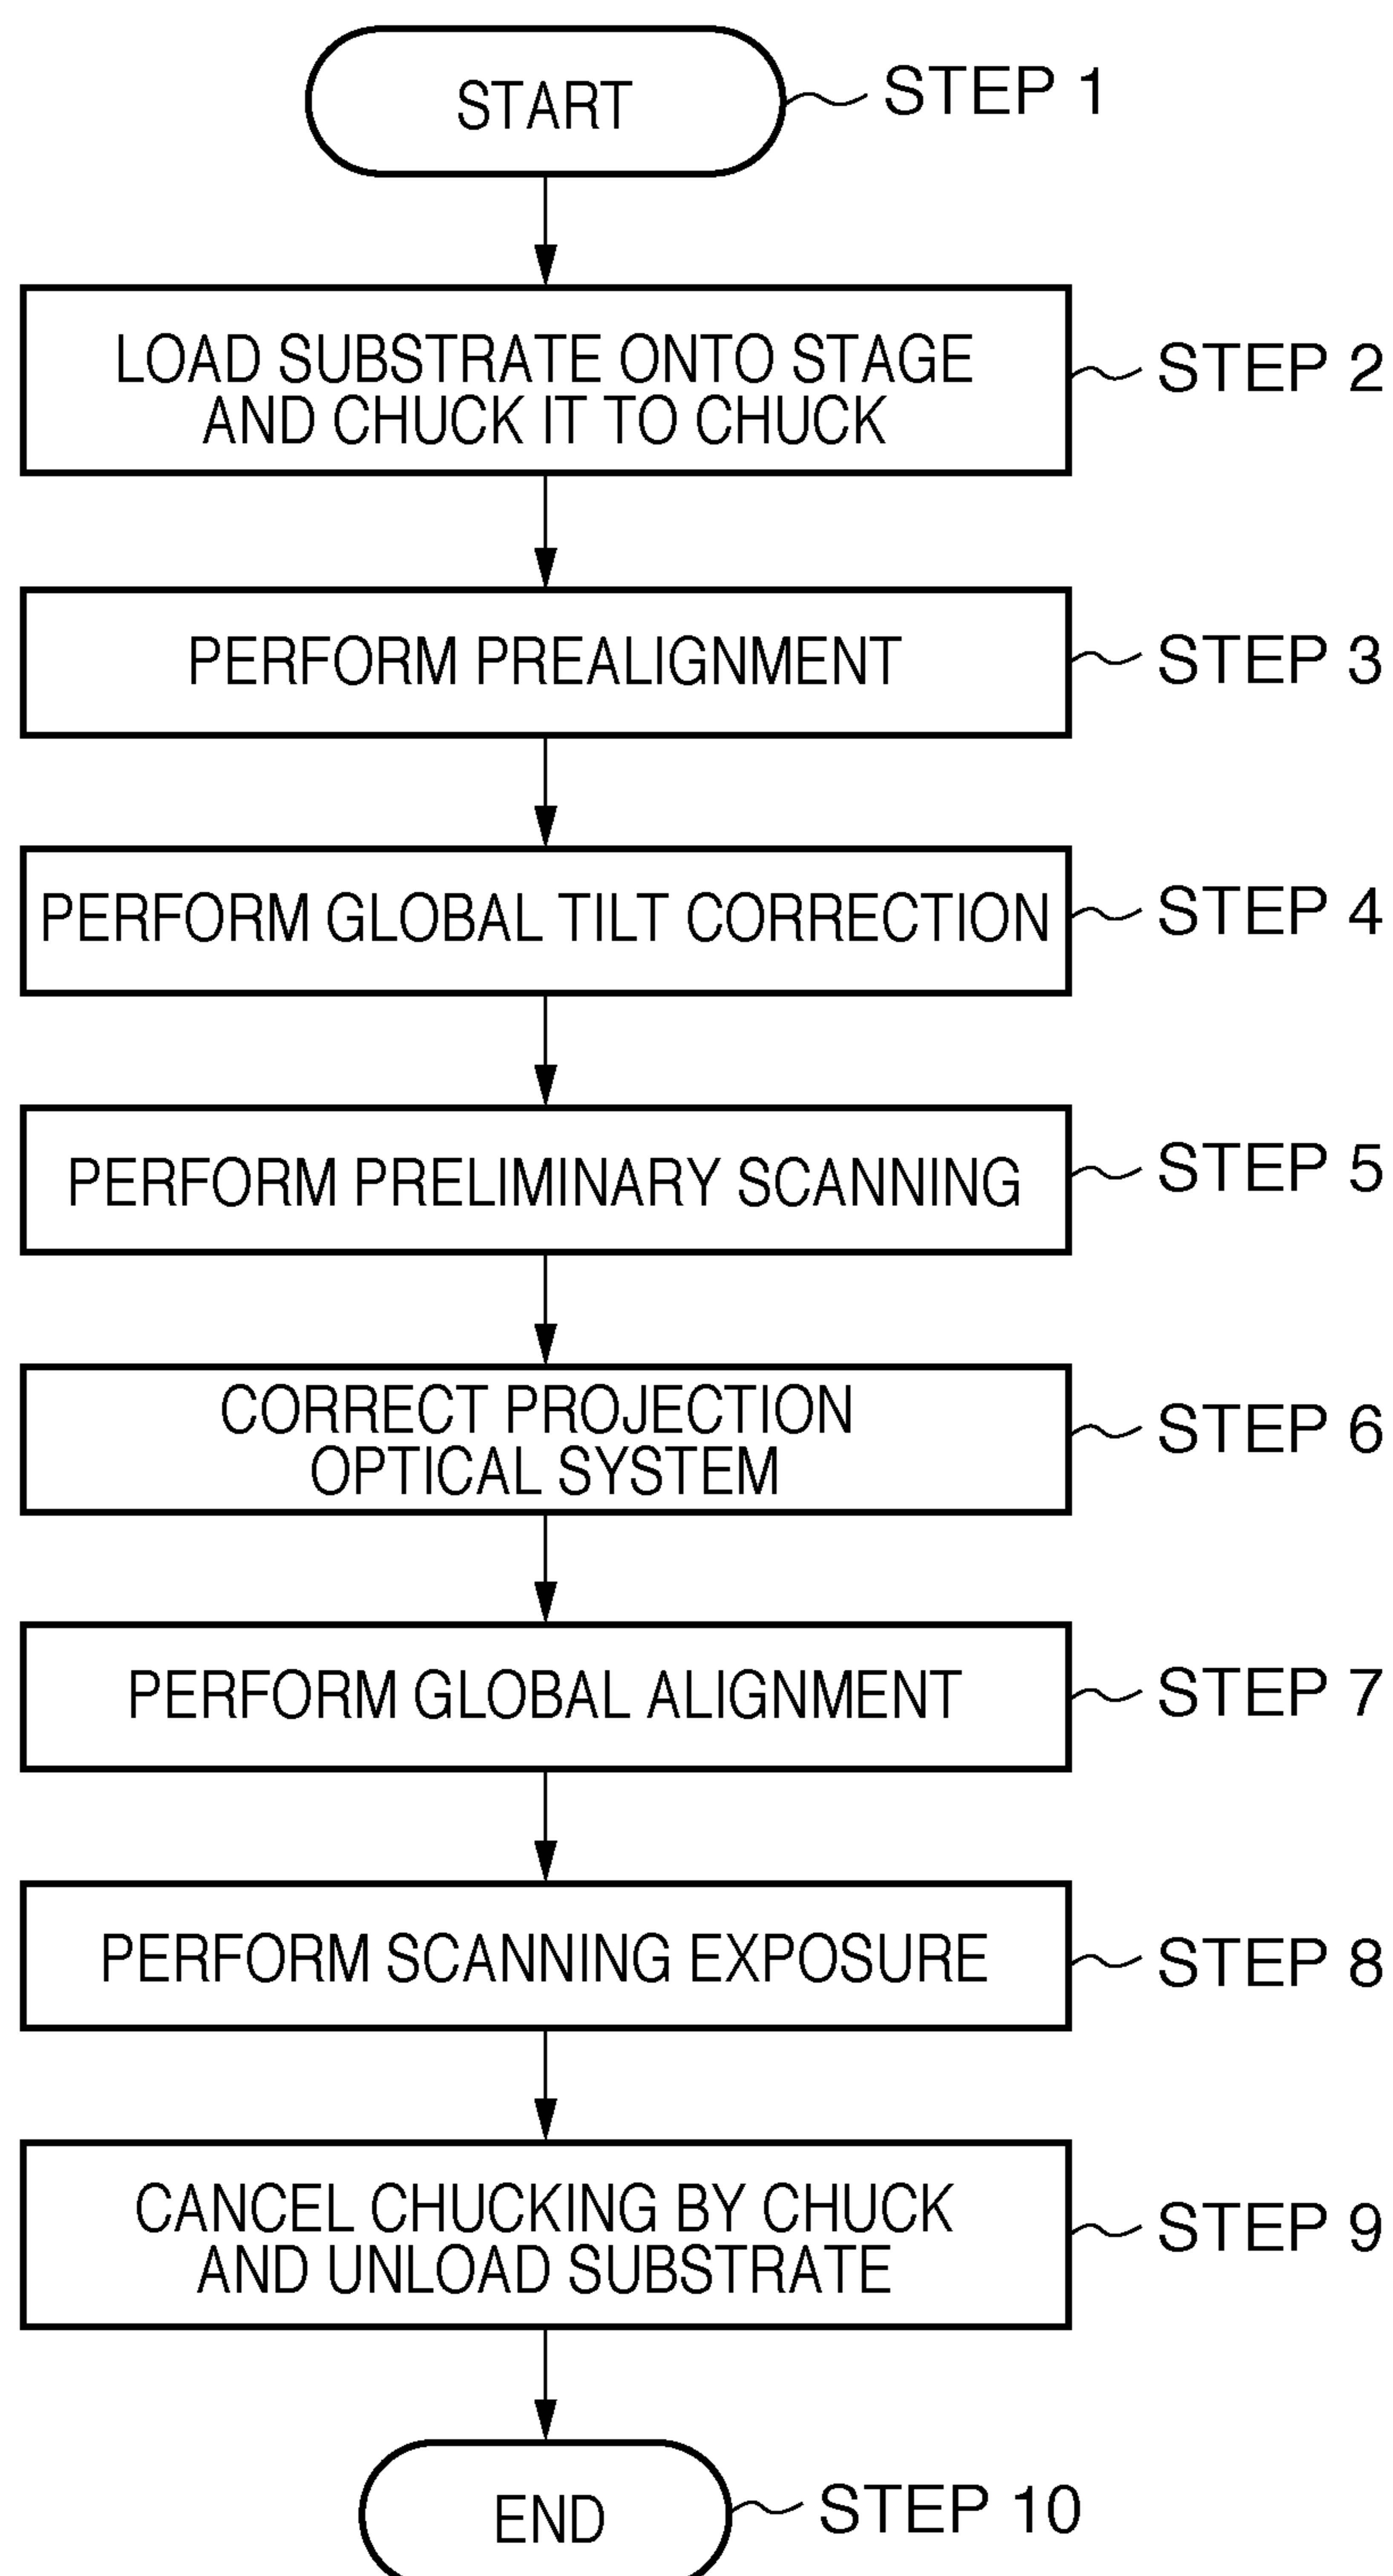 START
STEP 1
LOAD SUBSTRATE ONTO STAGE
AND CHUCK IT TO CHUCK
STEP 2
PERFORM PREALIGNMENT
STEP 3
PERFORM GLOBAL TILT CORRECTION
STEP 4
PERFORM PRELIMINARY SCANNING
STEP 5
CORRECT PROJECTION
OPTICAL SYSTEM
STEP 6
PERFORM GLOBAL ALIGNMENT
STEP 7
PERFORM SCANNING EXPOSURE
STEP 8
CANCEL CHUCKING BY CHUCK
AND UNLOAD SUBSTRATE
STEP 9
END
STEP 10